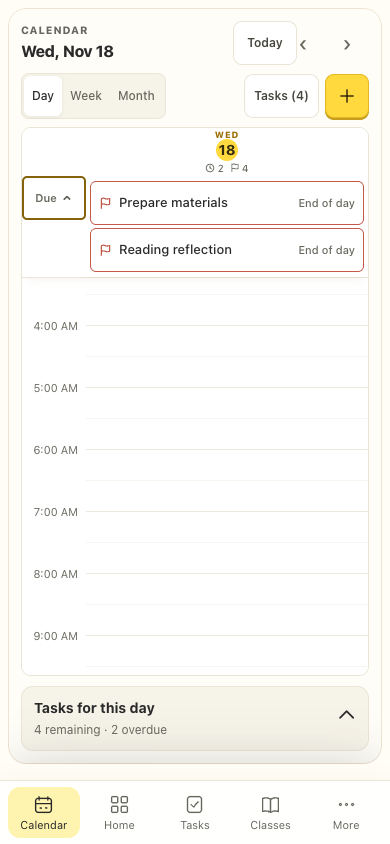 CALENDAR
Wed, Nov 18
Today
Day Week Month
Tasks (4)
WED
18
2 4
Due
Prepare materials End of day
Reading reflection End of day
4:00 AM
5:00 AM
6:00 AM
7:00 AM
8:00 AM
9:00 AM
Tasks for this day
4 remaining · 2 overdue
Calendar Home Tasks Classes More